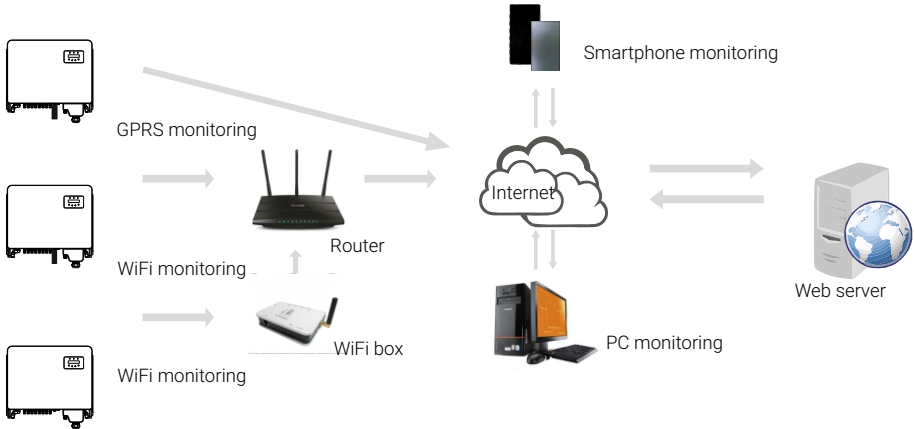 Smartphone monitoring
GPRS monitoring
Internet
Router
WiFi monitoring
Web server
WiFi box
PC monitoring
WiFi monitoring